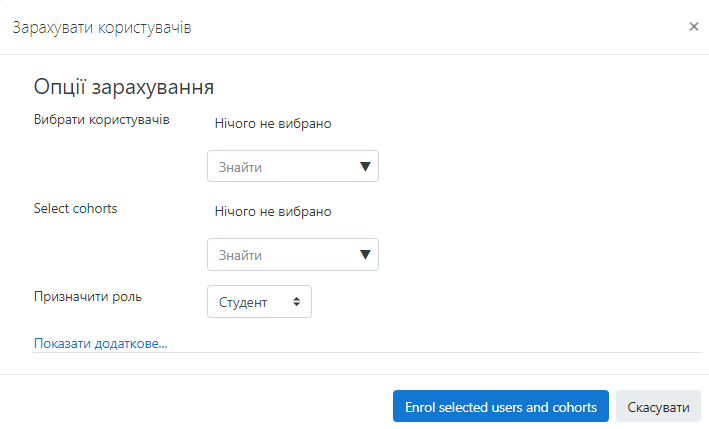 Зарахувати користувачів ×
Опції зарахування
Вибрати користувачів Нічого не вибрано
Знайти ▼
Select cohorts Нічого не вибрано
Знайти ▼
Призначити роль Студент
Показати додаткове...
Enrol selected users and cohorts Скасувати